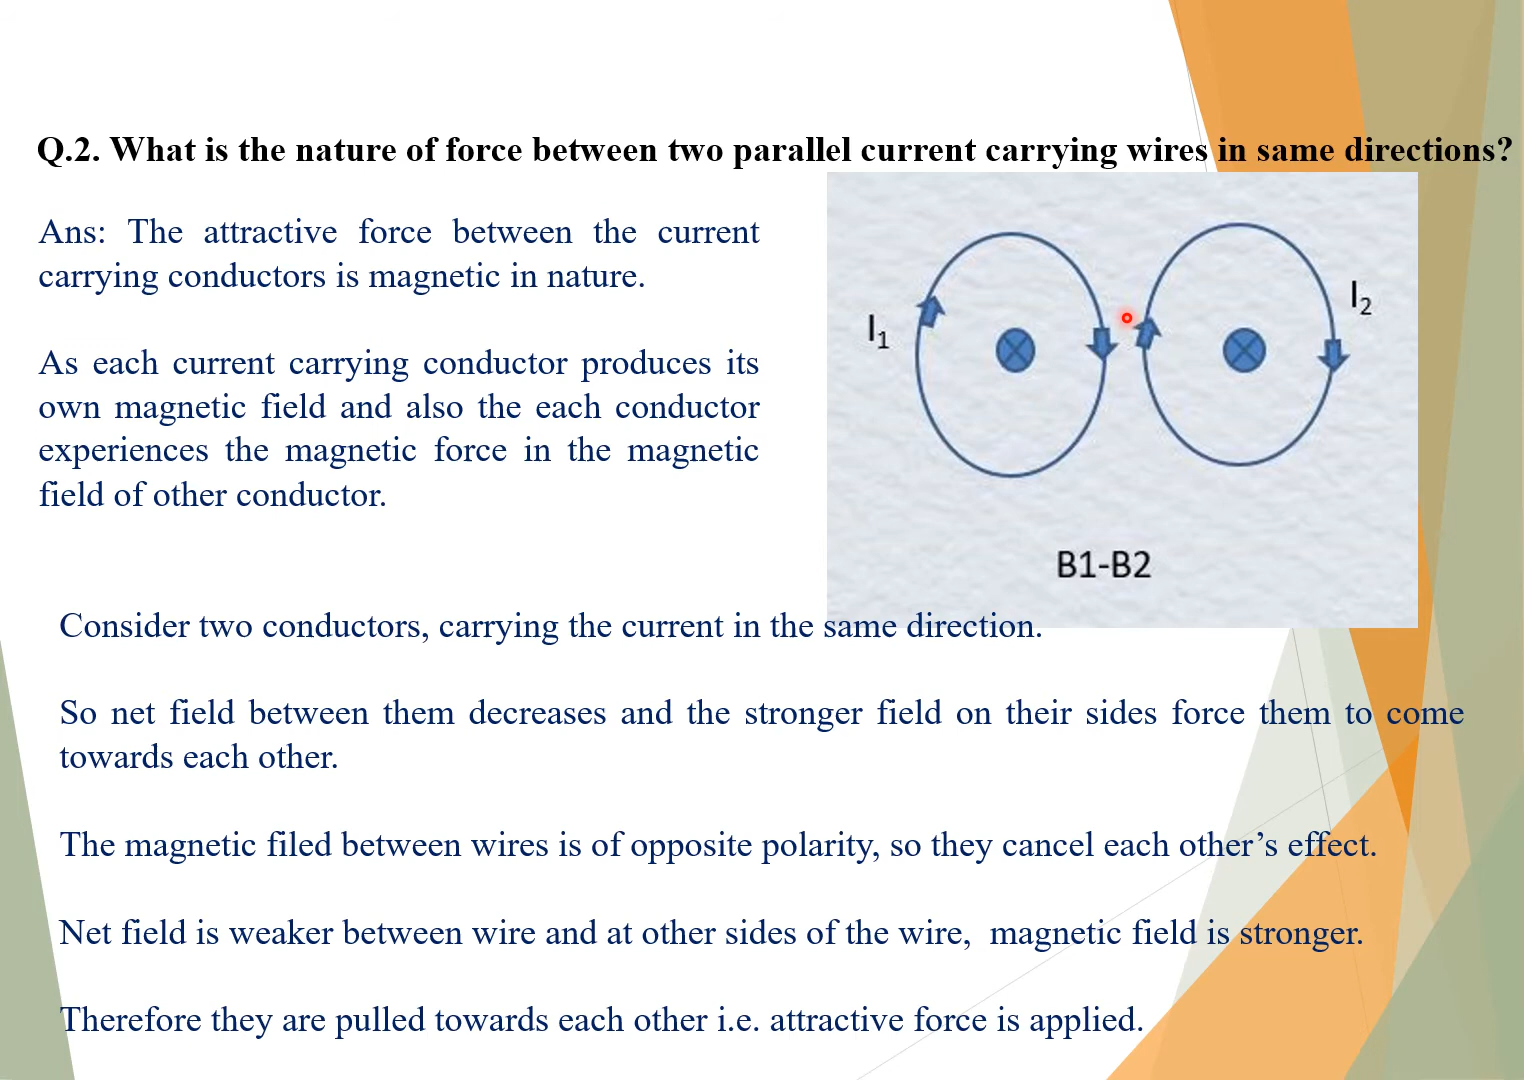 Q.2. What is the nature of force between two parallel current carrying wires in same directions?
Ans: The attractive force between the current
carrying conductors is magnetic in nature.
As each current carrying conductor produces its
own magnetic field and also the each conductor
experiences the magnetic force in the magnetic
field of other conductor.
I₁
I₂
B1-B2
Consider two conductors, carrying the current in the same direction.
So net field between them decreases and the stronger field on their sides force them to come
towards each other.
The magnetic filed between wires is of opposite polarity, so they cancel each other’s effect.
Net field is weaker between wire and at other sides of the wire, magnetic field is stronger.
Therefore they are pulled towards each other i.e. attractive force is applied.